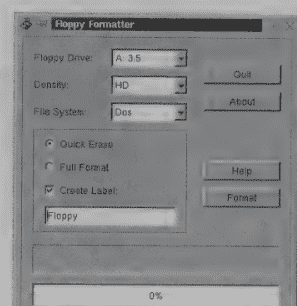 Floppy Formatter
Floppy Drive: A: 3.5
Quit
Density: HD
About
File System: Dos
Quick Erase
Full Format
Help
Create Label:
Format
Floppy
0%